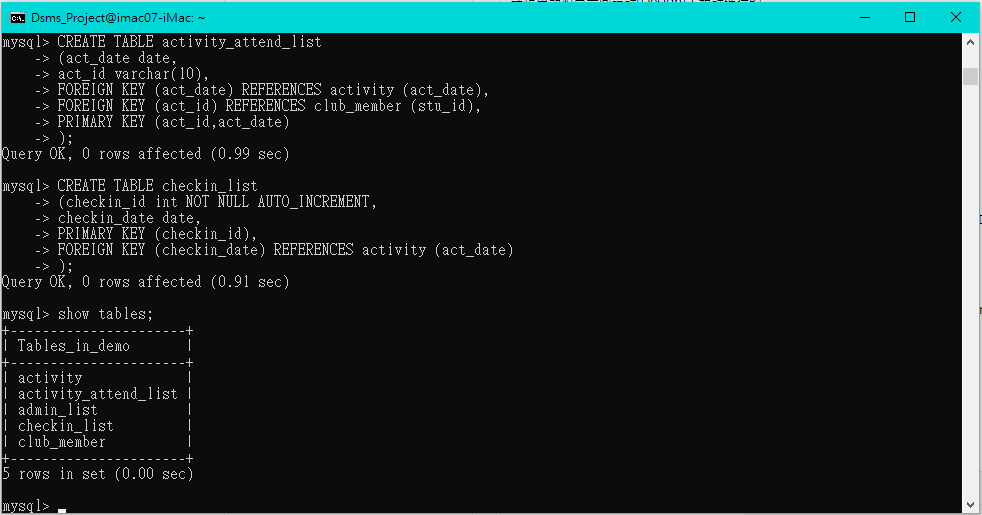 Dsms_Project@imac07-iMac: ~
mysql> CREATE TABLE activity_attend_list
    -> (act_date date,
    -> act_id varchar(10),
    -> FOREIGN KEY (act_date) REFERENCES activity (act_date),
    -> FOREIGN KEY (act_id) REFERENCES club_member (stu_id),
    -> PRIMARY KEY (act_id,act_date)
    -> );
Query OK, 0 rows affected (0.99 sec)
mysql> CREATE TABLE checkin_list
    -> (checkin_id int NOT NULL AUTO_INCREMENT,
    -> checkin_date date,
    -> PRIMARY KEY (checkin_id),
    -> FOREIGN KEY (checkin_date) REFERENCES activity (act_date)
    -> );
Query OK, 0 rows affected (0.91 sec)
mysql> show tables;
+----------------------+
| Tables_in_demo       |
+----------------------+
| activity             |
| activity_attend_list |
| admin_list           |
| checkin_list         |
| club_member          |
+----------------------+
5 rows in set (0.00 sec)
mysql>